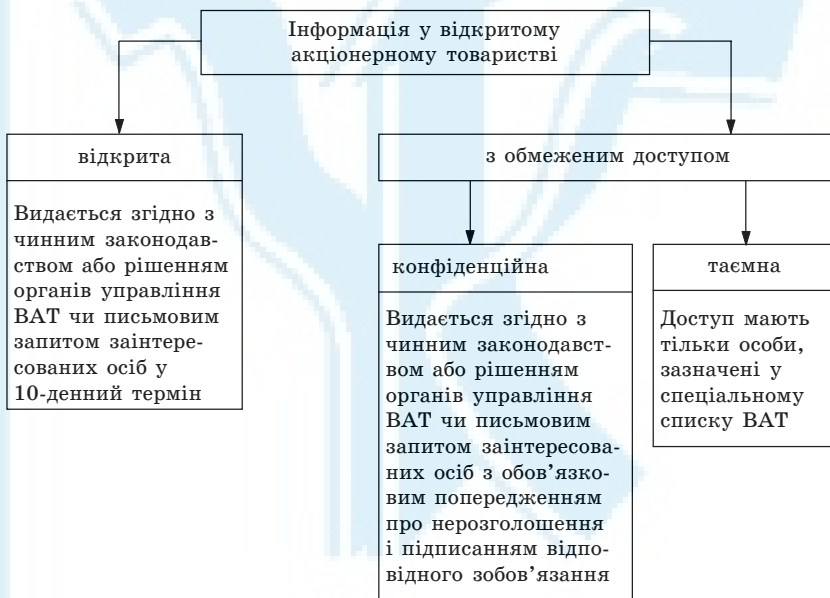 Інформація у відкритому
акціонерному товаристві
відкрита
Видається згідно з
чинним законодав-
ством або рішенням
органів управління
ВАТ чи письмовим
запитом заінтере-
сованих осіб у
10-денний термін
з обмеженим доступом
конфіденційна
Видається згідно з
чинним законодавст-
вом або рішенням
органів управління
ВАТ чи письмовим
запитом заінтересова-
них осіб з обов’язко-
вим попередженням
про нерозголошення
і підписанням відпо-
відного зобов’язання
таємна
Доступ мають
тільки особи,
зазначені у
спеціальному
списку ВАТ